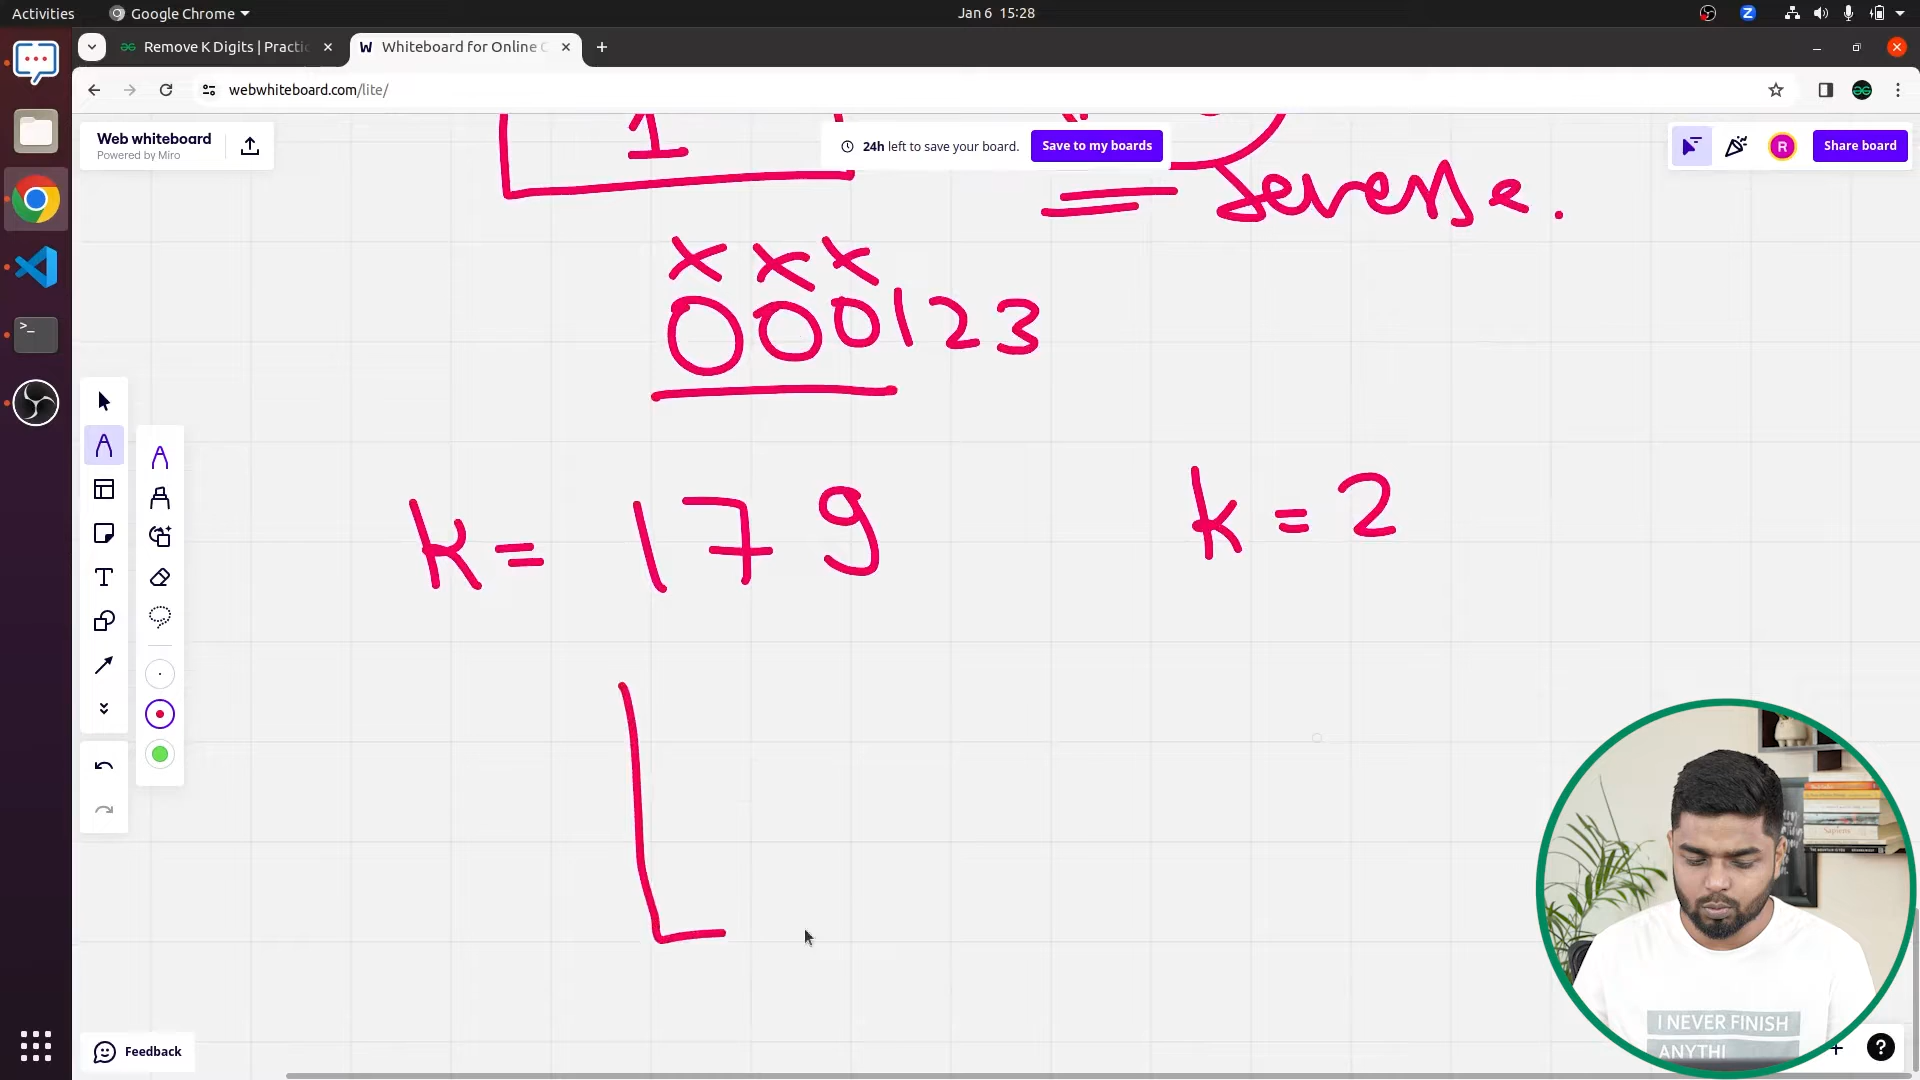 Activities Google Chrome Jan 6 15:28
Remove K Digits | Practi Whiteboard for Online C
webwhiteboard.com/lite/
Web whiteboard
Powered by Miro
24h left to save your board. Save to my boards
R Share board
1
reverse.
x x x
000123
k = 179 k = 2
T
Feedback
?
I NEVER FINISH
ANYTHI